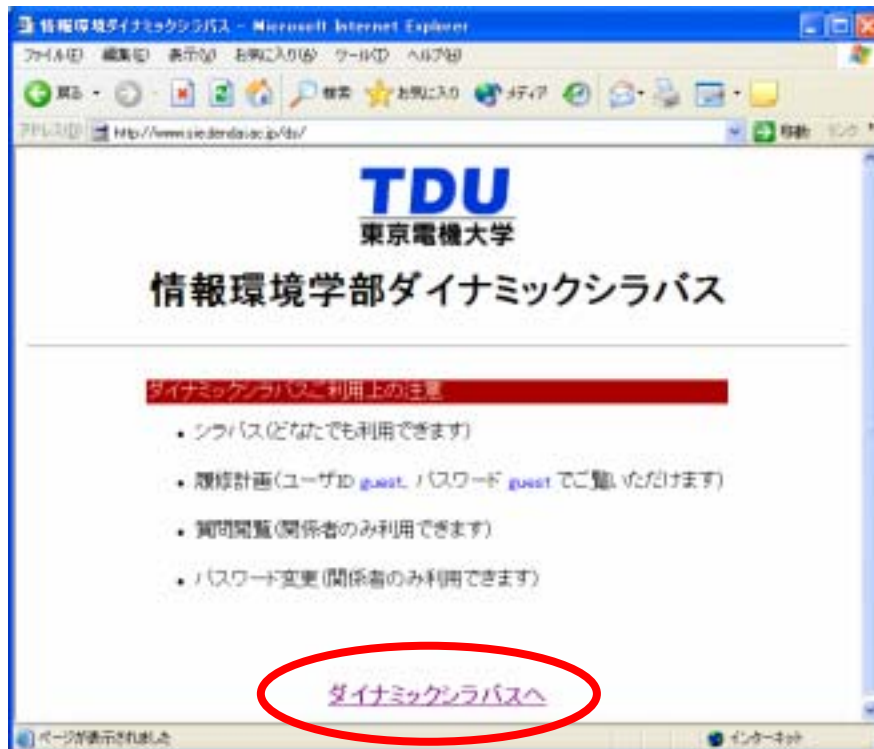 情報環境ダイナミックシラバス - Microsoft Internet Explorer
ファイル(F) 編集(E) 表示(V) お気に入り(A) ツール(T) ヘルプ(H)
戻る 検索 お気に入り メディア
アドレス(D) 移動 リンク
TDU
東京電機大学
情報環境学部ダイナミックシラバス
ダイナミックシラバスご利用上の注意
• シラバス(どなたでも利用できます)
• 履修計画(ユーザID guest、パスワード guest でご覧いただけます)
• 質問閲覧(関係者のみ利用できます)
• パスワード変更(関係者のみ利用できます)
ダイナミックシラバスへ
ページが表示されました インターネット